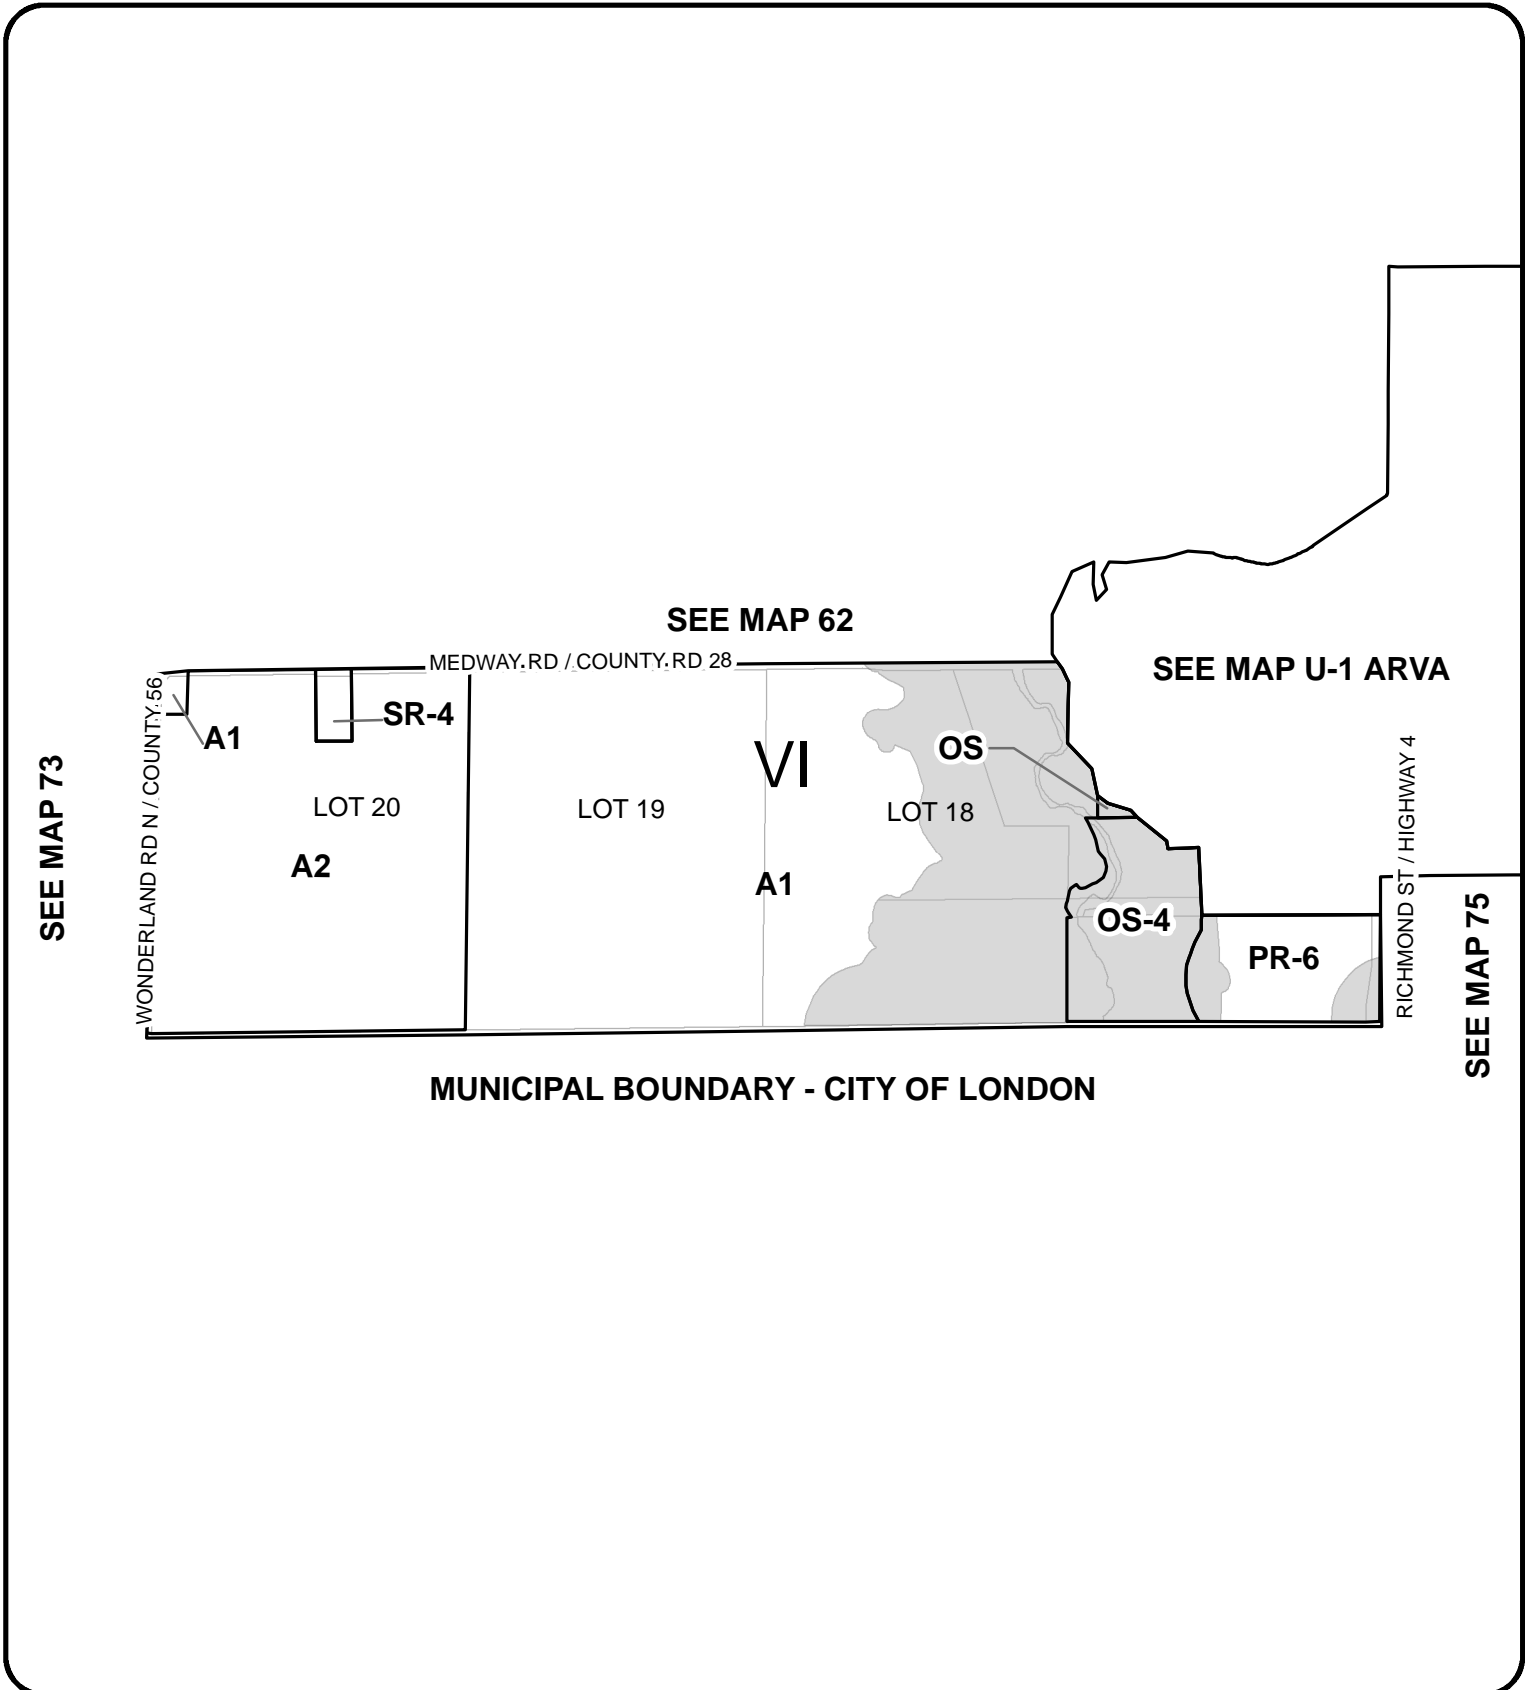 SEE MAP 62
MEDWAY RD / COUNTY RD 28
SEE MAP U-1 ARVA
WONDERLAND RD N / COUNTY 56
A1
SR-4
SEE MAP 73
VI
OS
LOT 20
LOT 19
LOT 18
A2
A1
OS-4
PR-6
RICHMOND ST / HIGHWAY 4
SEE MAP 75
MUNICIPAL BOUNDARY - CITY OF LONDON